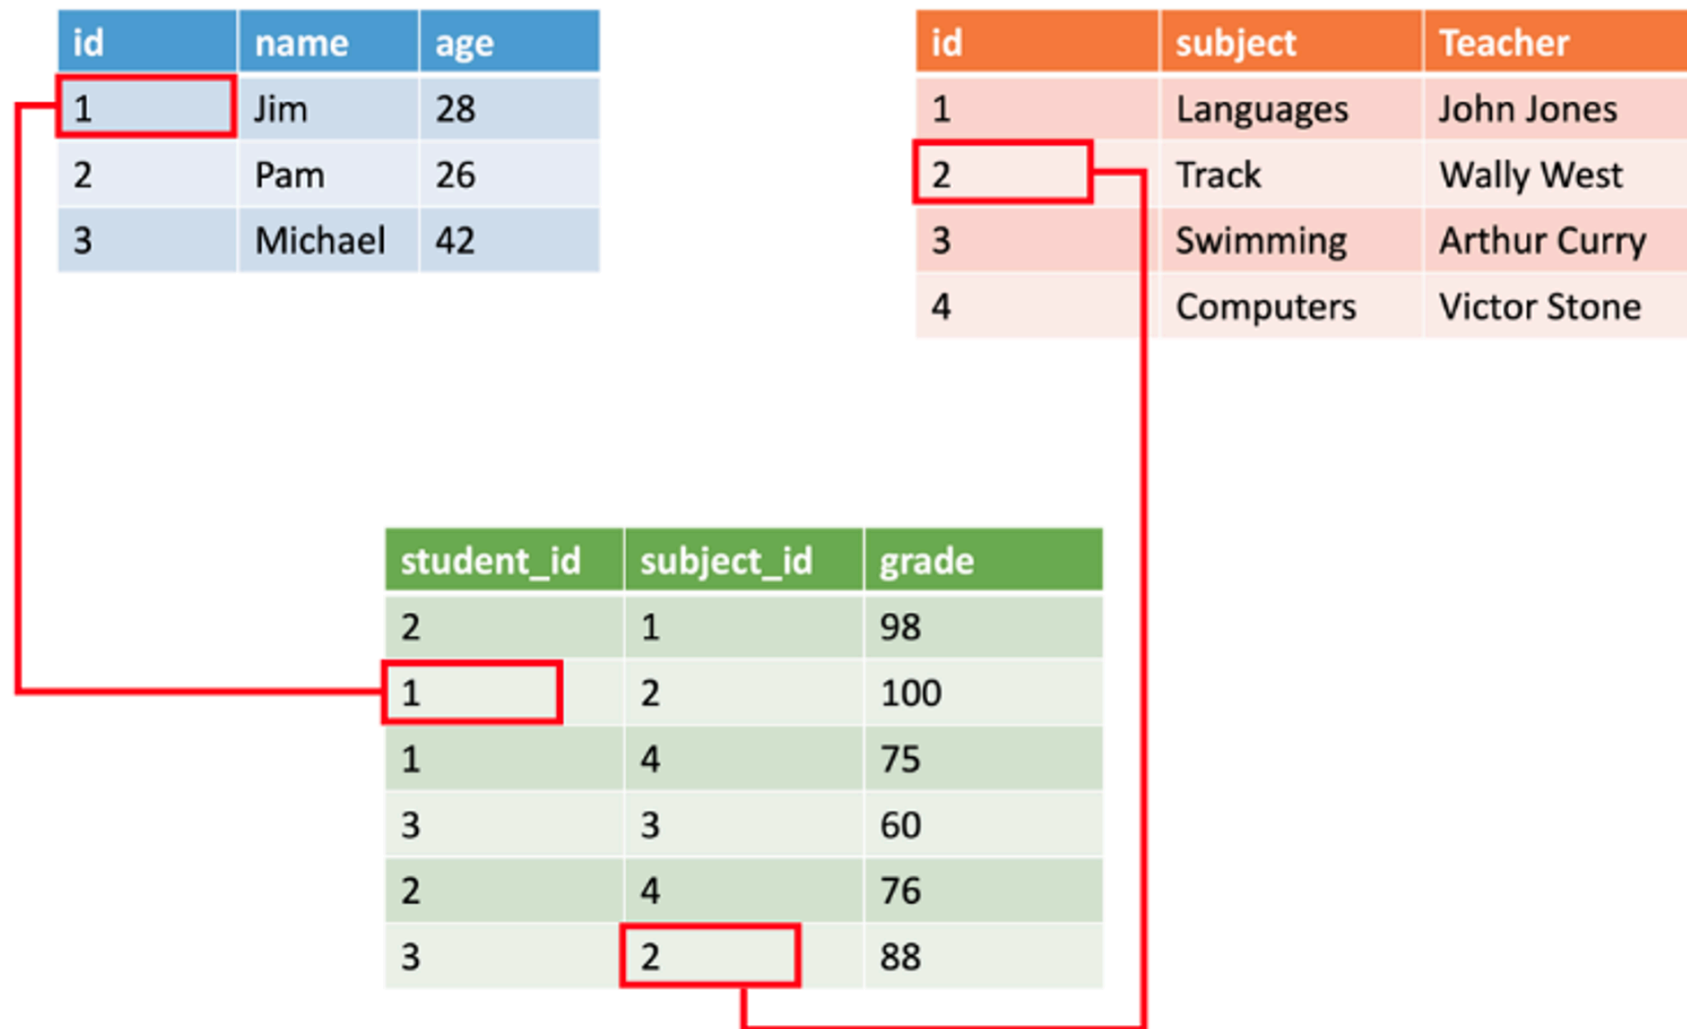 id name age
1 Jim 28
2 Pam 26
3 Michael 42
id subject Teacher
1 Languages John Jones
2 Track Wally West
3 Swimming Arthur Curry
4 Computers Victor Stone
student_id subject_id grade
2 1 98
1 2 100
1 4 75
3 3 60
2 4 76
3 2 88